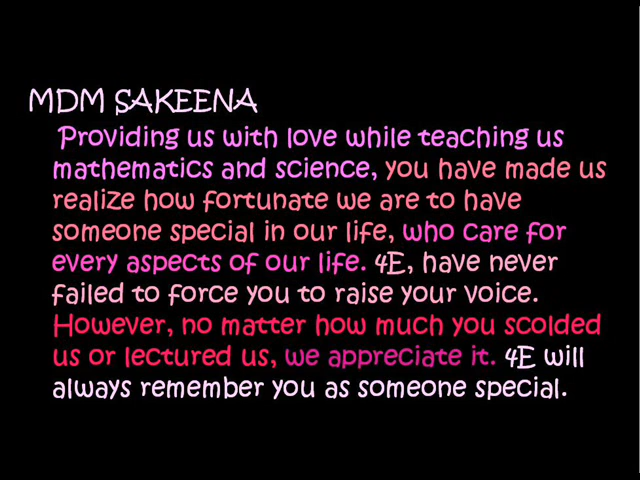 MDM SAKEENA
Providing us with love while teaching us
mathematics and science, you have made us
realize how fortunate we are to have
someone special in our life, who care for
every aspects of our life. 4E, have never
failed to force you to raise your voice.
However, no matter how much you scolded
us or lectured us, we appreciate it. 4E will
always remember you as someone special.